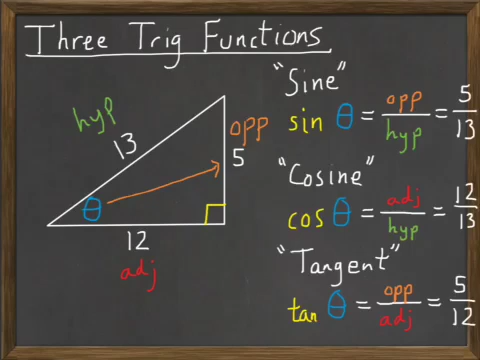 Three Trig Functions
hyp
13
opp
5
θ
12
adj
"Sine"
sin θ = opp/hyp = 5/13
"Cosine"
cos θ = adj/hyp = 12/13
"Tangent"
tan θ = opp/adj = 5/12